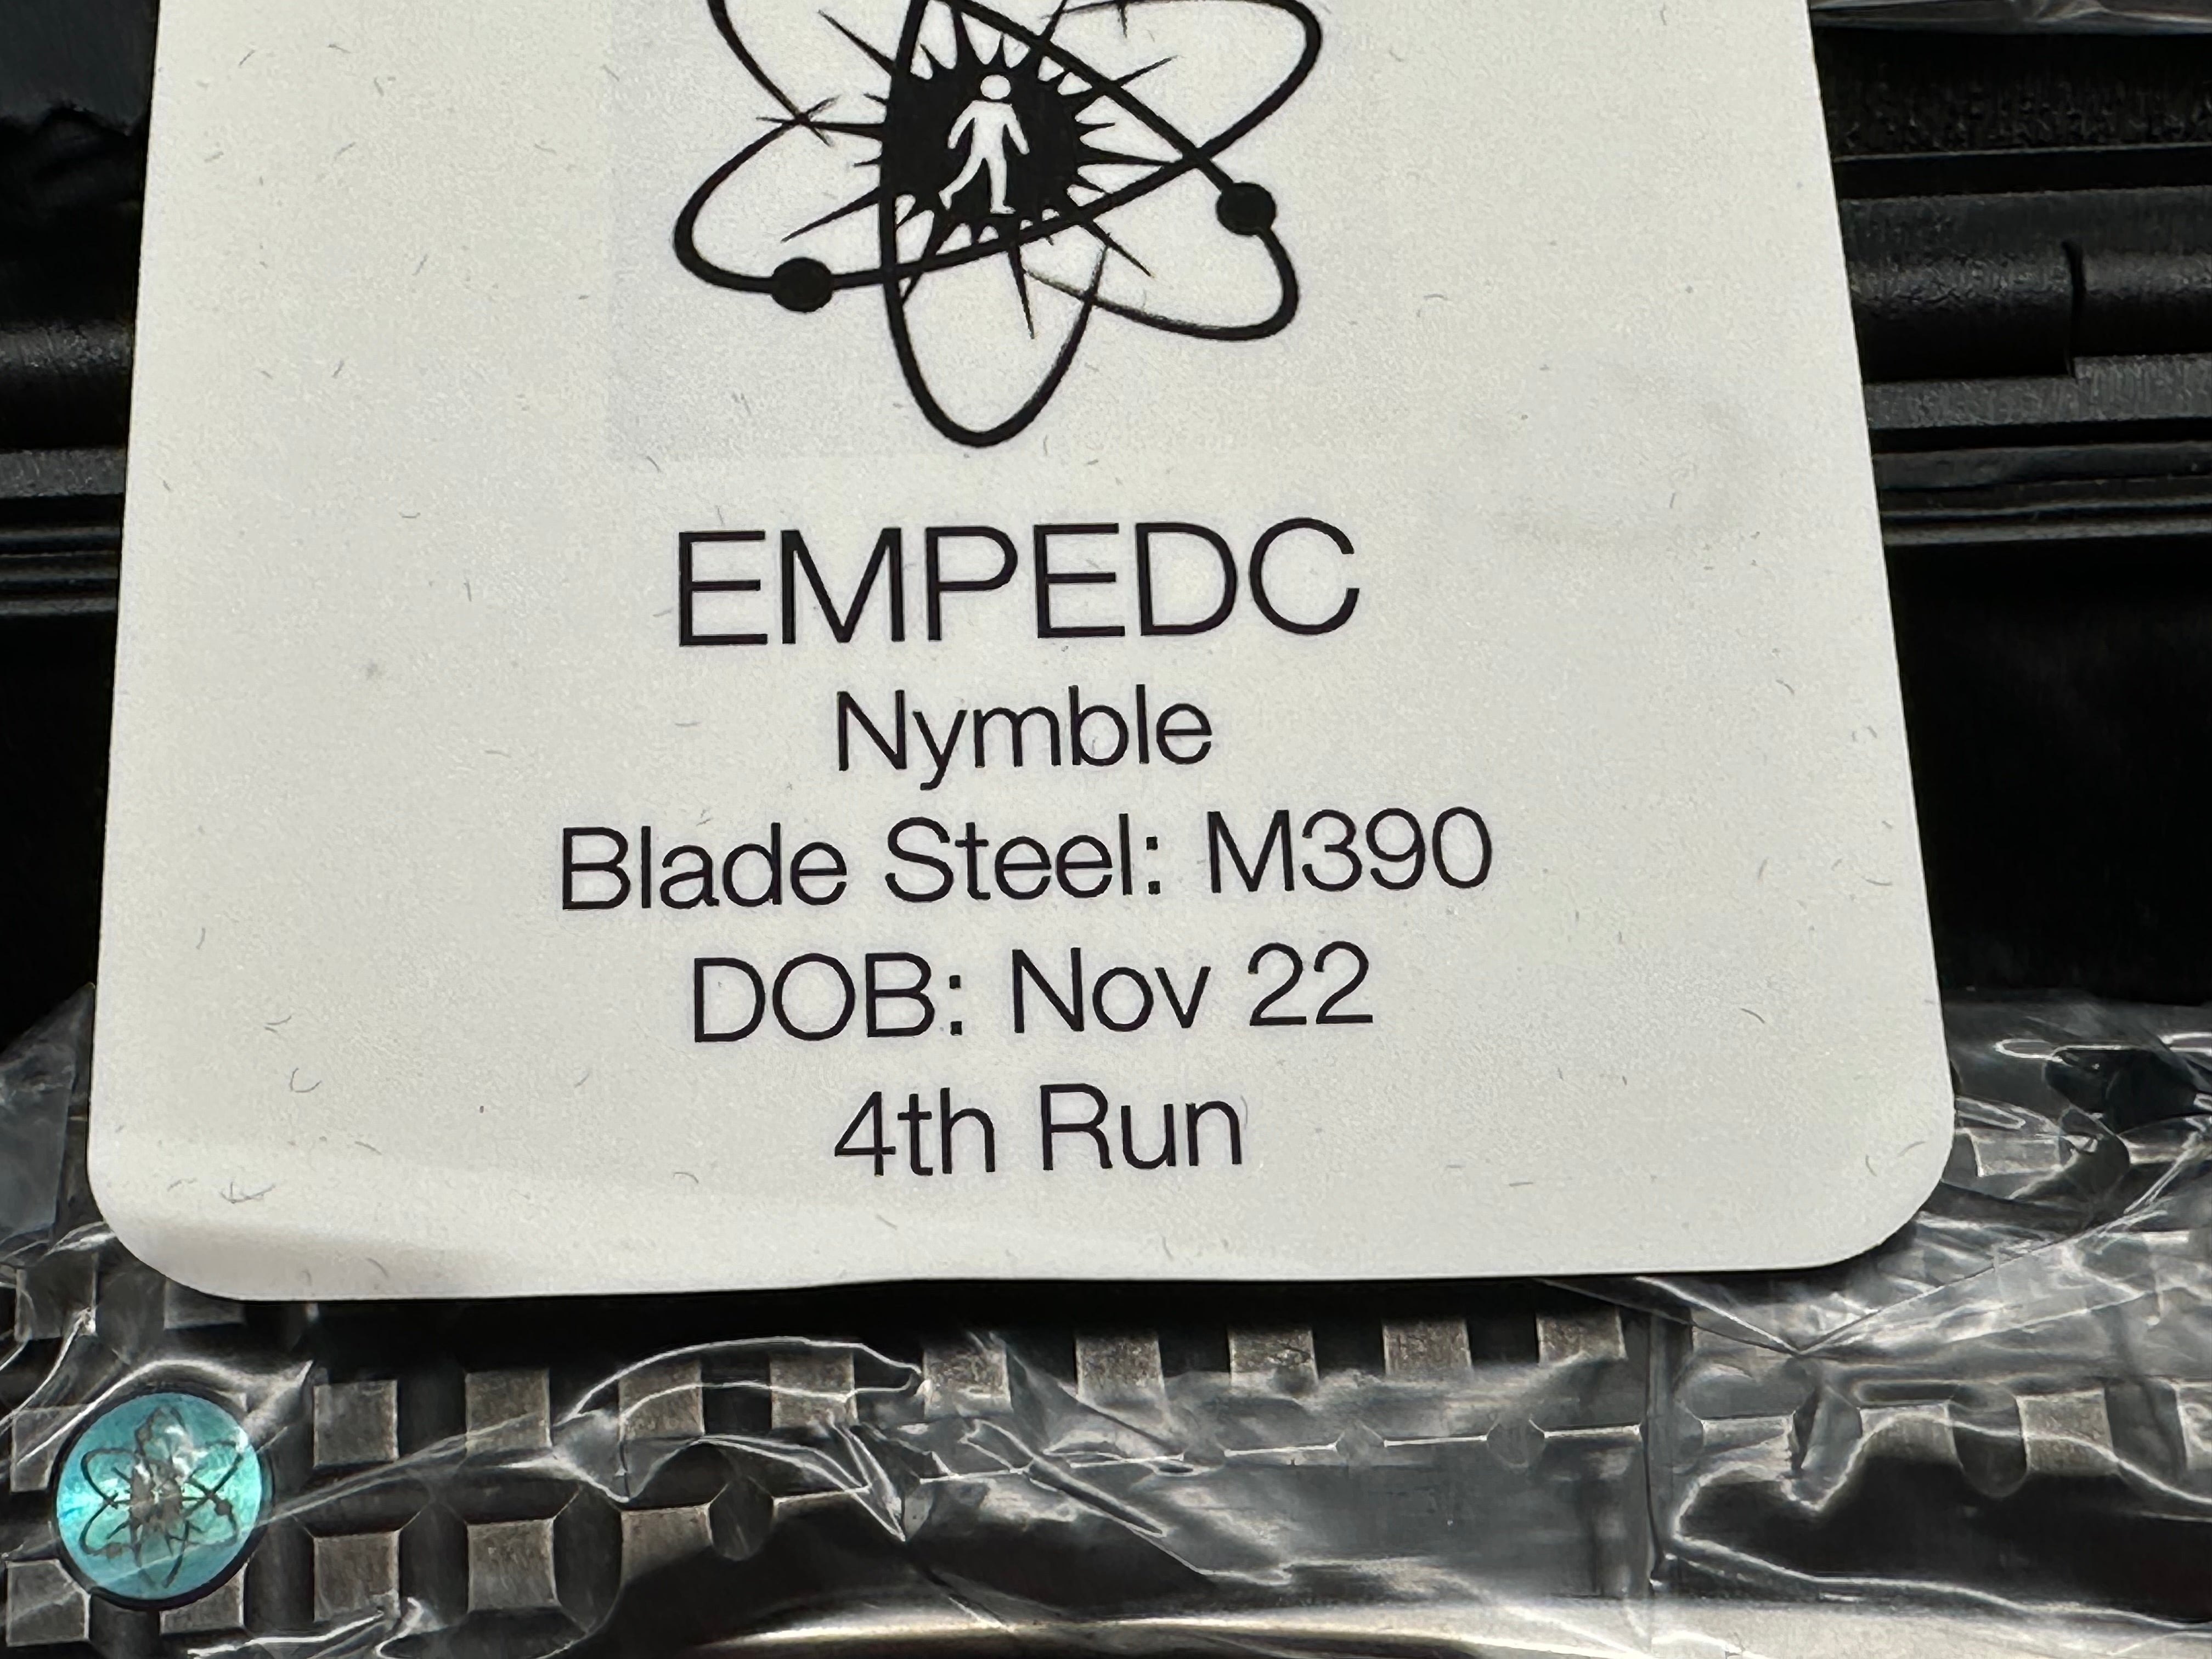 EMPEDC
Nymble
Blade Steel: M390
DOB: Nov 22
4th Run